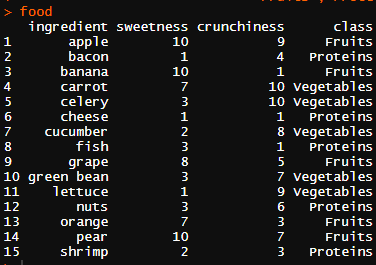 > food
ingredient sweetness crunchiness class
1 apple 10 9 Fruits
2 bacon 1 4 Proteins
3 banana 10 1 Fruits
4 carrot 7 10 Vegetables
5 celery 3 10 Vegetables
6 cheese 1 1 Proteins
7 cucumber 2 8 Vegetables
8 fish 3 1 Proteins
9 grape 8 5 Fruits
10 green bean 3 7 Vegetables
11 lettuce 1 9 Vegetables
12 nuts 3 6 Proteins
13 orange 7 3 Fruits
14 pear 10 7 Fruits
15 shrimp 2 3 Proteins